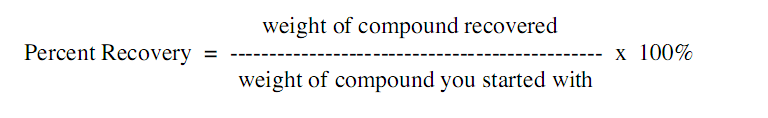 weight of compound recovered
Percent Recovery = ------------------------------------------------ x 100%
weight of compound you started with